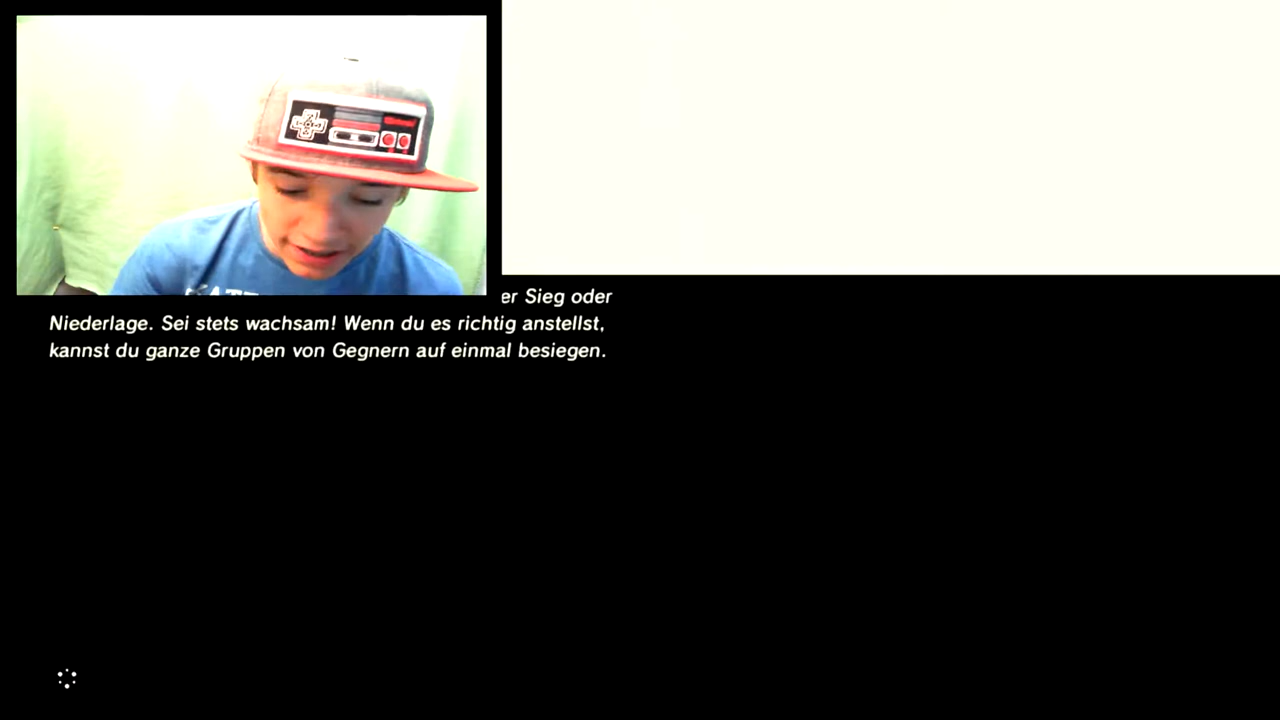 Nintendo
er Sieg oder
Niederlage. Sei stets wachsam! Wenn du es richtig anstellst,
kannst du ganze Gruppen von Gegnern auf einmal besiegen.